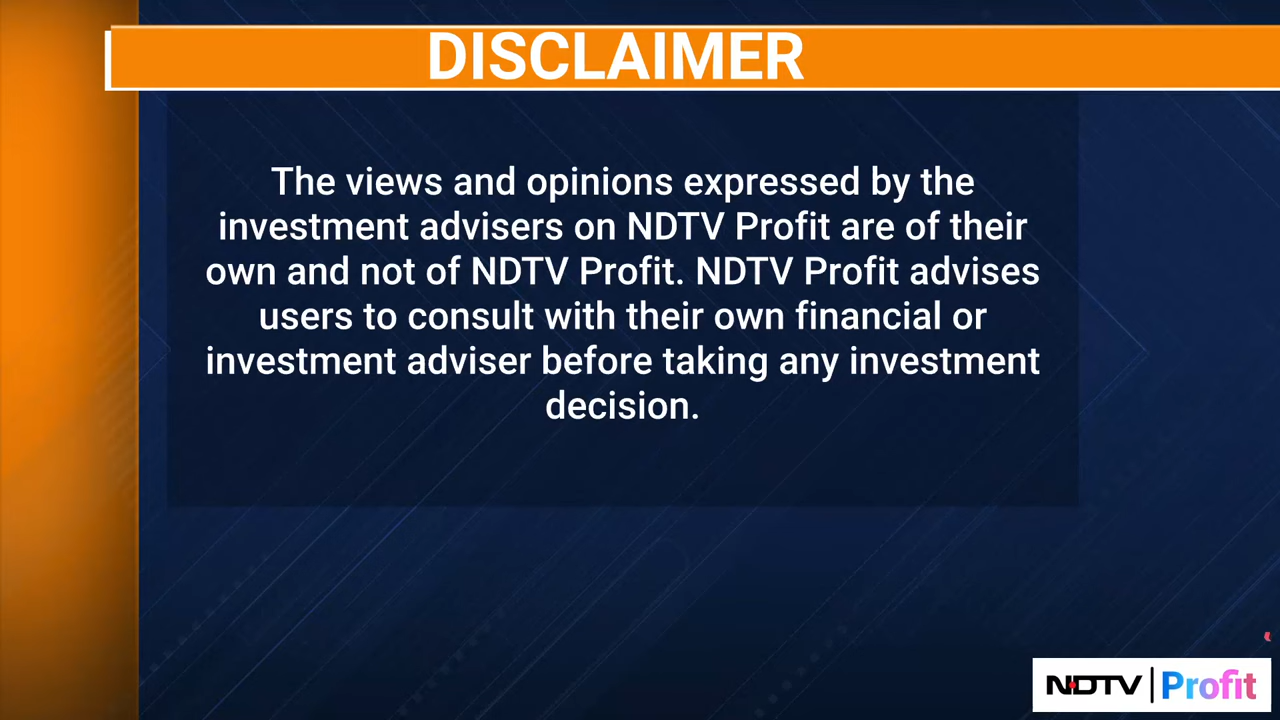 DISCLAIMER
The views and opinions expressed by the
investment advisers on NDTV Profit are of their
own and not of NDTV Profit. NDTV Profit advises
users to consult with their own financial or
investment adviser before taking any investment
decision.
NDTV | Profit